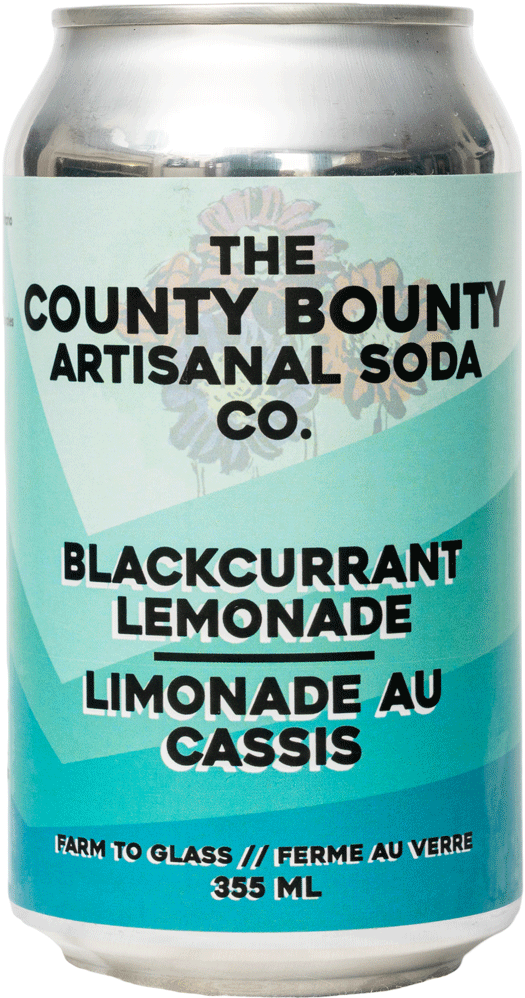 THE
COUNTY BOUNTY
ARTISANAL SODA
CO.
BLACKCURRANT
LEMONADE
LIMONADE AU
CASSIS
FARM TO GLASS // FERME AU VERRE
355 ML